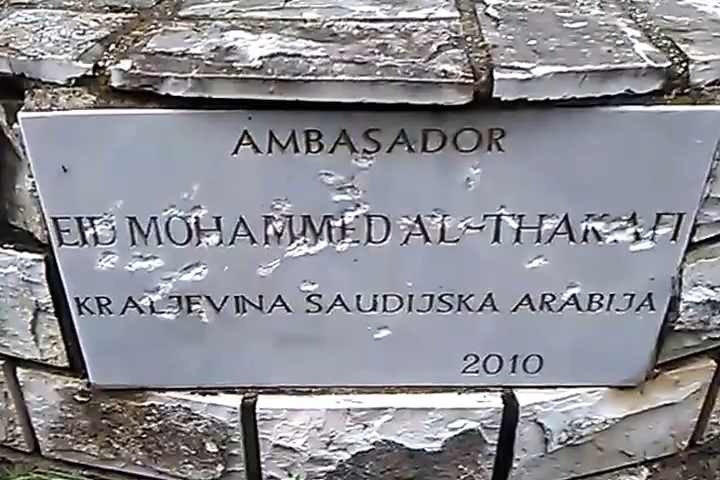 AMBASADOR
EID MOHAMMED AL-THAKAFI
KRALJEVINA SAUDIJSKA ARABIJA
2010